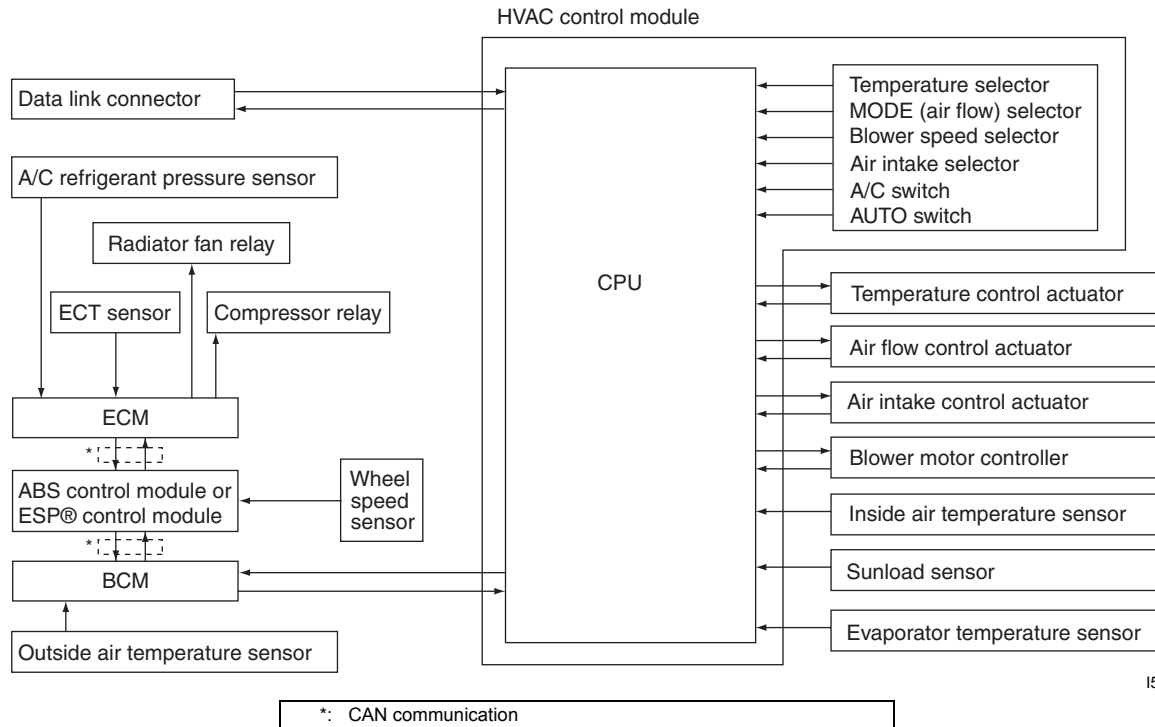 HVAC control module
Data link connector
A/C refrigerant pressure sensor
Radiator fan relay
ECT sensor
Compressor relay
ECM
*
ABS control module or
ESP® control module
Wheel
speed
sensor
*
BCM
Outside air temperature sensor
CPU
Temperature selector
MODE (air flow) selector
Blower speed selector
Air intake selector
A/C switch
AUTO switch
Temperature control actuator
Air flow control actuator
Air intake control actuator
Blower motor controller
Inside air temperature sensor
Sunload sensor
Evaporator temperature sensor
*: CAN communication